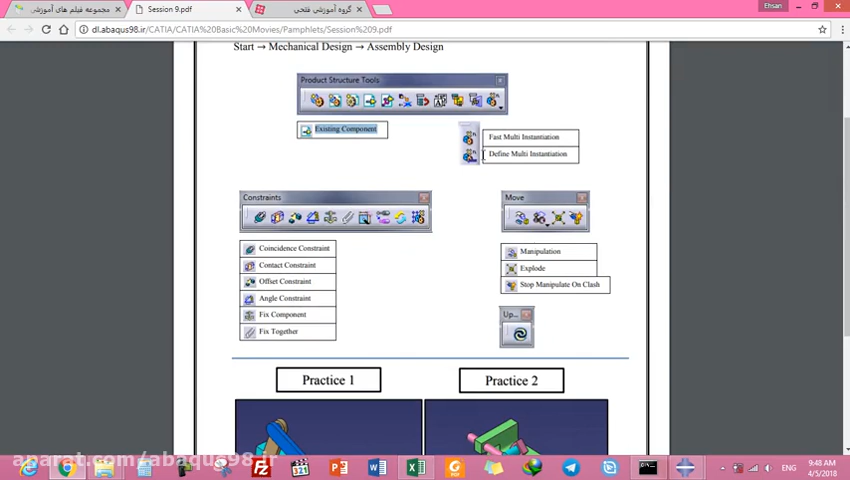 مجموعه فیلم های آموزشی
Session 9.pdf
گروه آموزشی فتحی
Ehsan
dl.abaqus98.ir/CATIA/CATIA%20Basic%20Movies/Pamphlets/Session%209.pdf
Start → Mechanical Design → Assembly Design
Product Structure Tools
Existing Component
Fast Multi Instantiation
Define Multi Instantiation
Constraints
Move
Coincidence Constraint
Contact Constraint
Offset Constraint
Angle Constraint
Fix Component
Fix Together
Manipulation
Explode
Stop Manipulate On Clash
Up...
Practice 1
Practice 2
aparat.com/abaqus98_ir
321
ENG
9:48 AM
4/5/2018